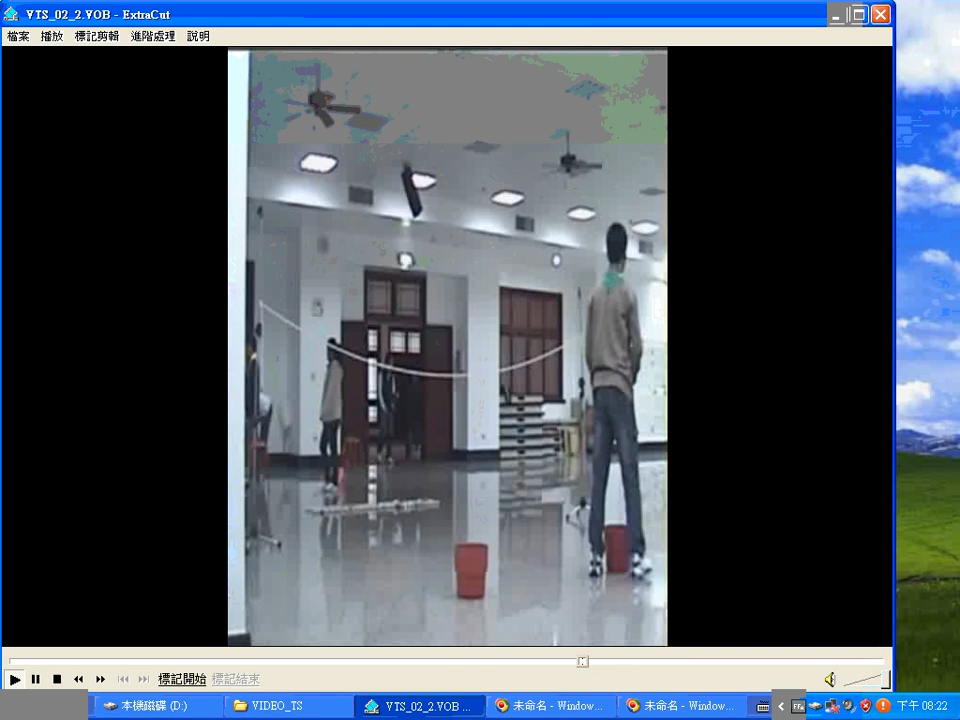 VTS_02_2.VOB - ExtraCut
檔案 播放 標記剪輯 進階處理 說明
標記開始 標記結束
本機磁碟 (D:) VIDEO_TS VTS_02_2.VOB ... 未命名 - Window... 未命名 - Window... 下午 08:22